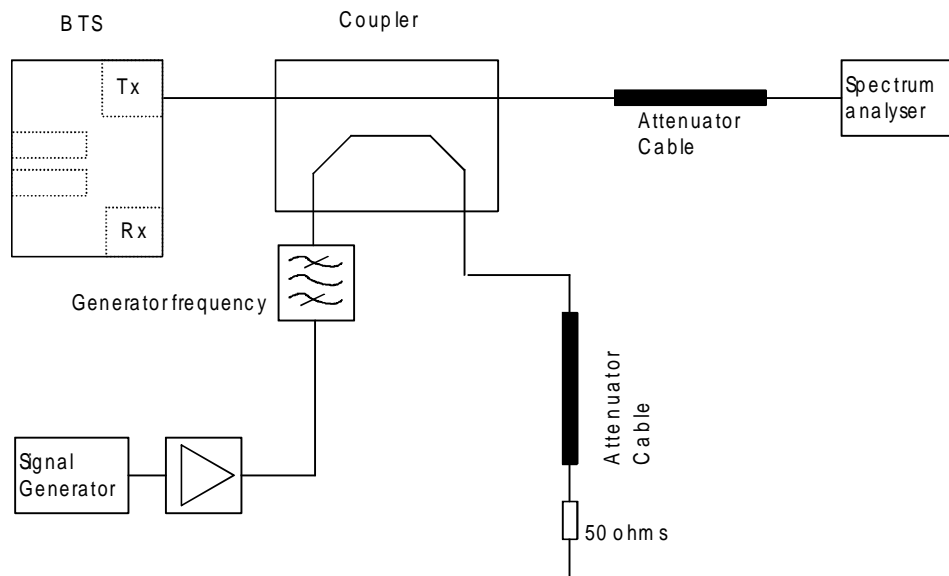 BTS
Coupler
Tx
Spectrum
analyser
Attenuator
Cable
Rx
Generator frequency
Attenuator
Cable
Signal
Generator
50 ohms